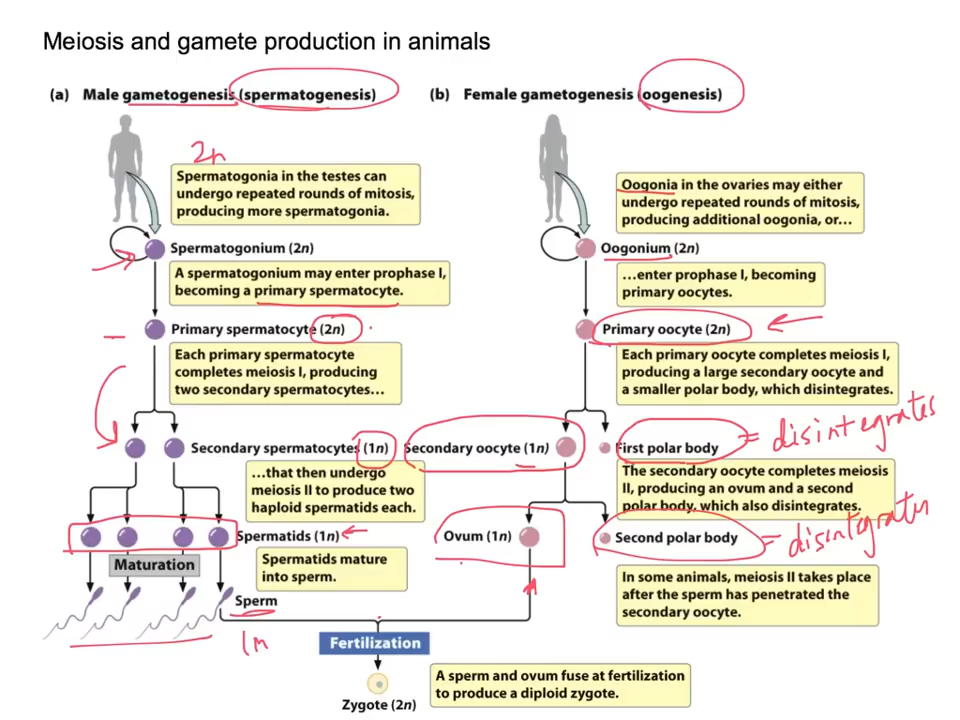 Meiosis and gamete production in animals
(a) Male gametogenesis (spermatogenesis)
2n
Spermatogonia in the testes can
undergo repeated rounds of mitosis,
producing more spermatogonia.
Spermatogonium (2n)
A spermatogonium may enter prophase I,
becoming a primary spermatocyte.
Primary spermatocyte (2n)
Each primary spermatocyte
completes meiosis I, producing
two secondary spermatocytes...
Secondary spermatocytes (1n)
...that then undergo
meiosis II to produce two
haploid spermatids each.
Spermatids (1n)
Maturation
Spermatids mature
into sperm.
Sperm
1n
(b) Female gametogenesis (oogenesis)
Oogonia in the ovaries may either
undergo repeated rounds of mitosis,
producing additional oogonia, or...
Oogonium (2n)
...enter prophase I, becoming
primary oocytes.
Primary oocyte (2n)
Each primary oocyte completes meiosis I,
producing a large secondary oocyte and
a smaller polar body, which disintegrates.
Secondary oocyte (1n)
First polar body = disintegrates
The secondary oocyte completes meiosis
II, producing an ovum and a second
polar body, which also disintegrates.
Ovum (1n)
Second polar body = disintegrates
In some animals, meiosis II takes place
after the sperm has penetrated the
secondary oocyte.
Fertilization
A sperm and ovum fuse at fertilization
to produce a diploid zygote.
Zygote (2n)